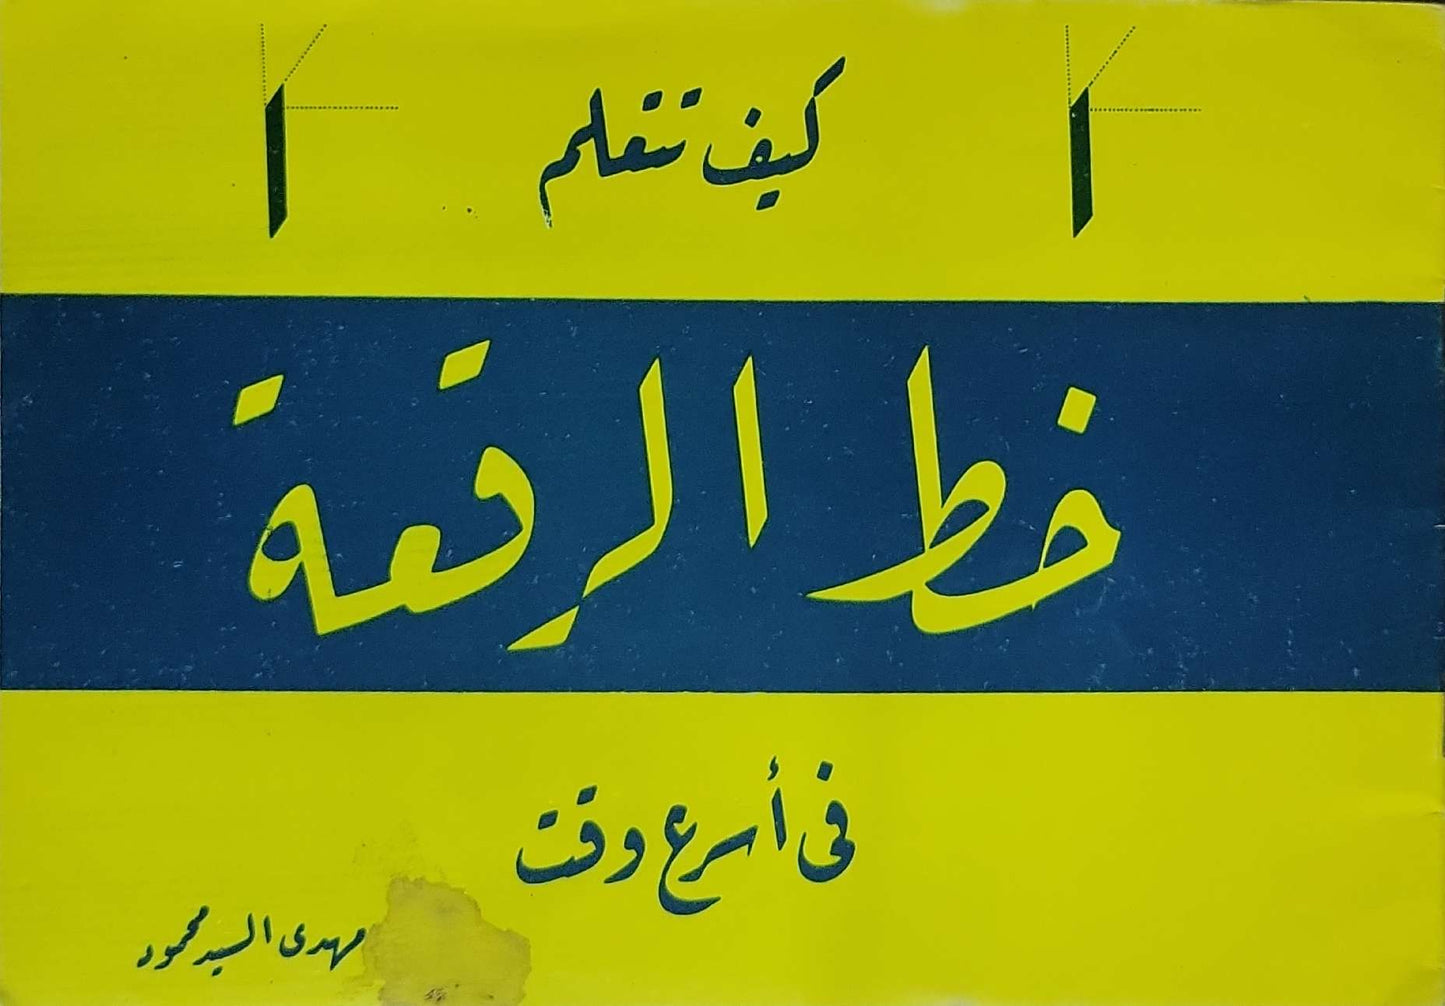 كيف تتعلم
خط الرقعة
فى أسرع وقت
مهدى السيد محمود